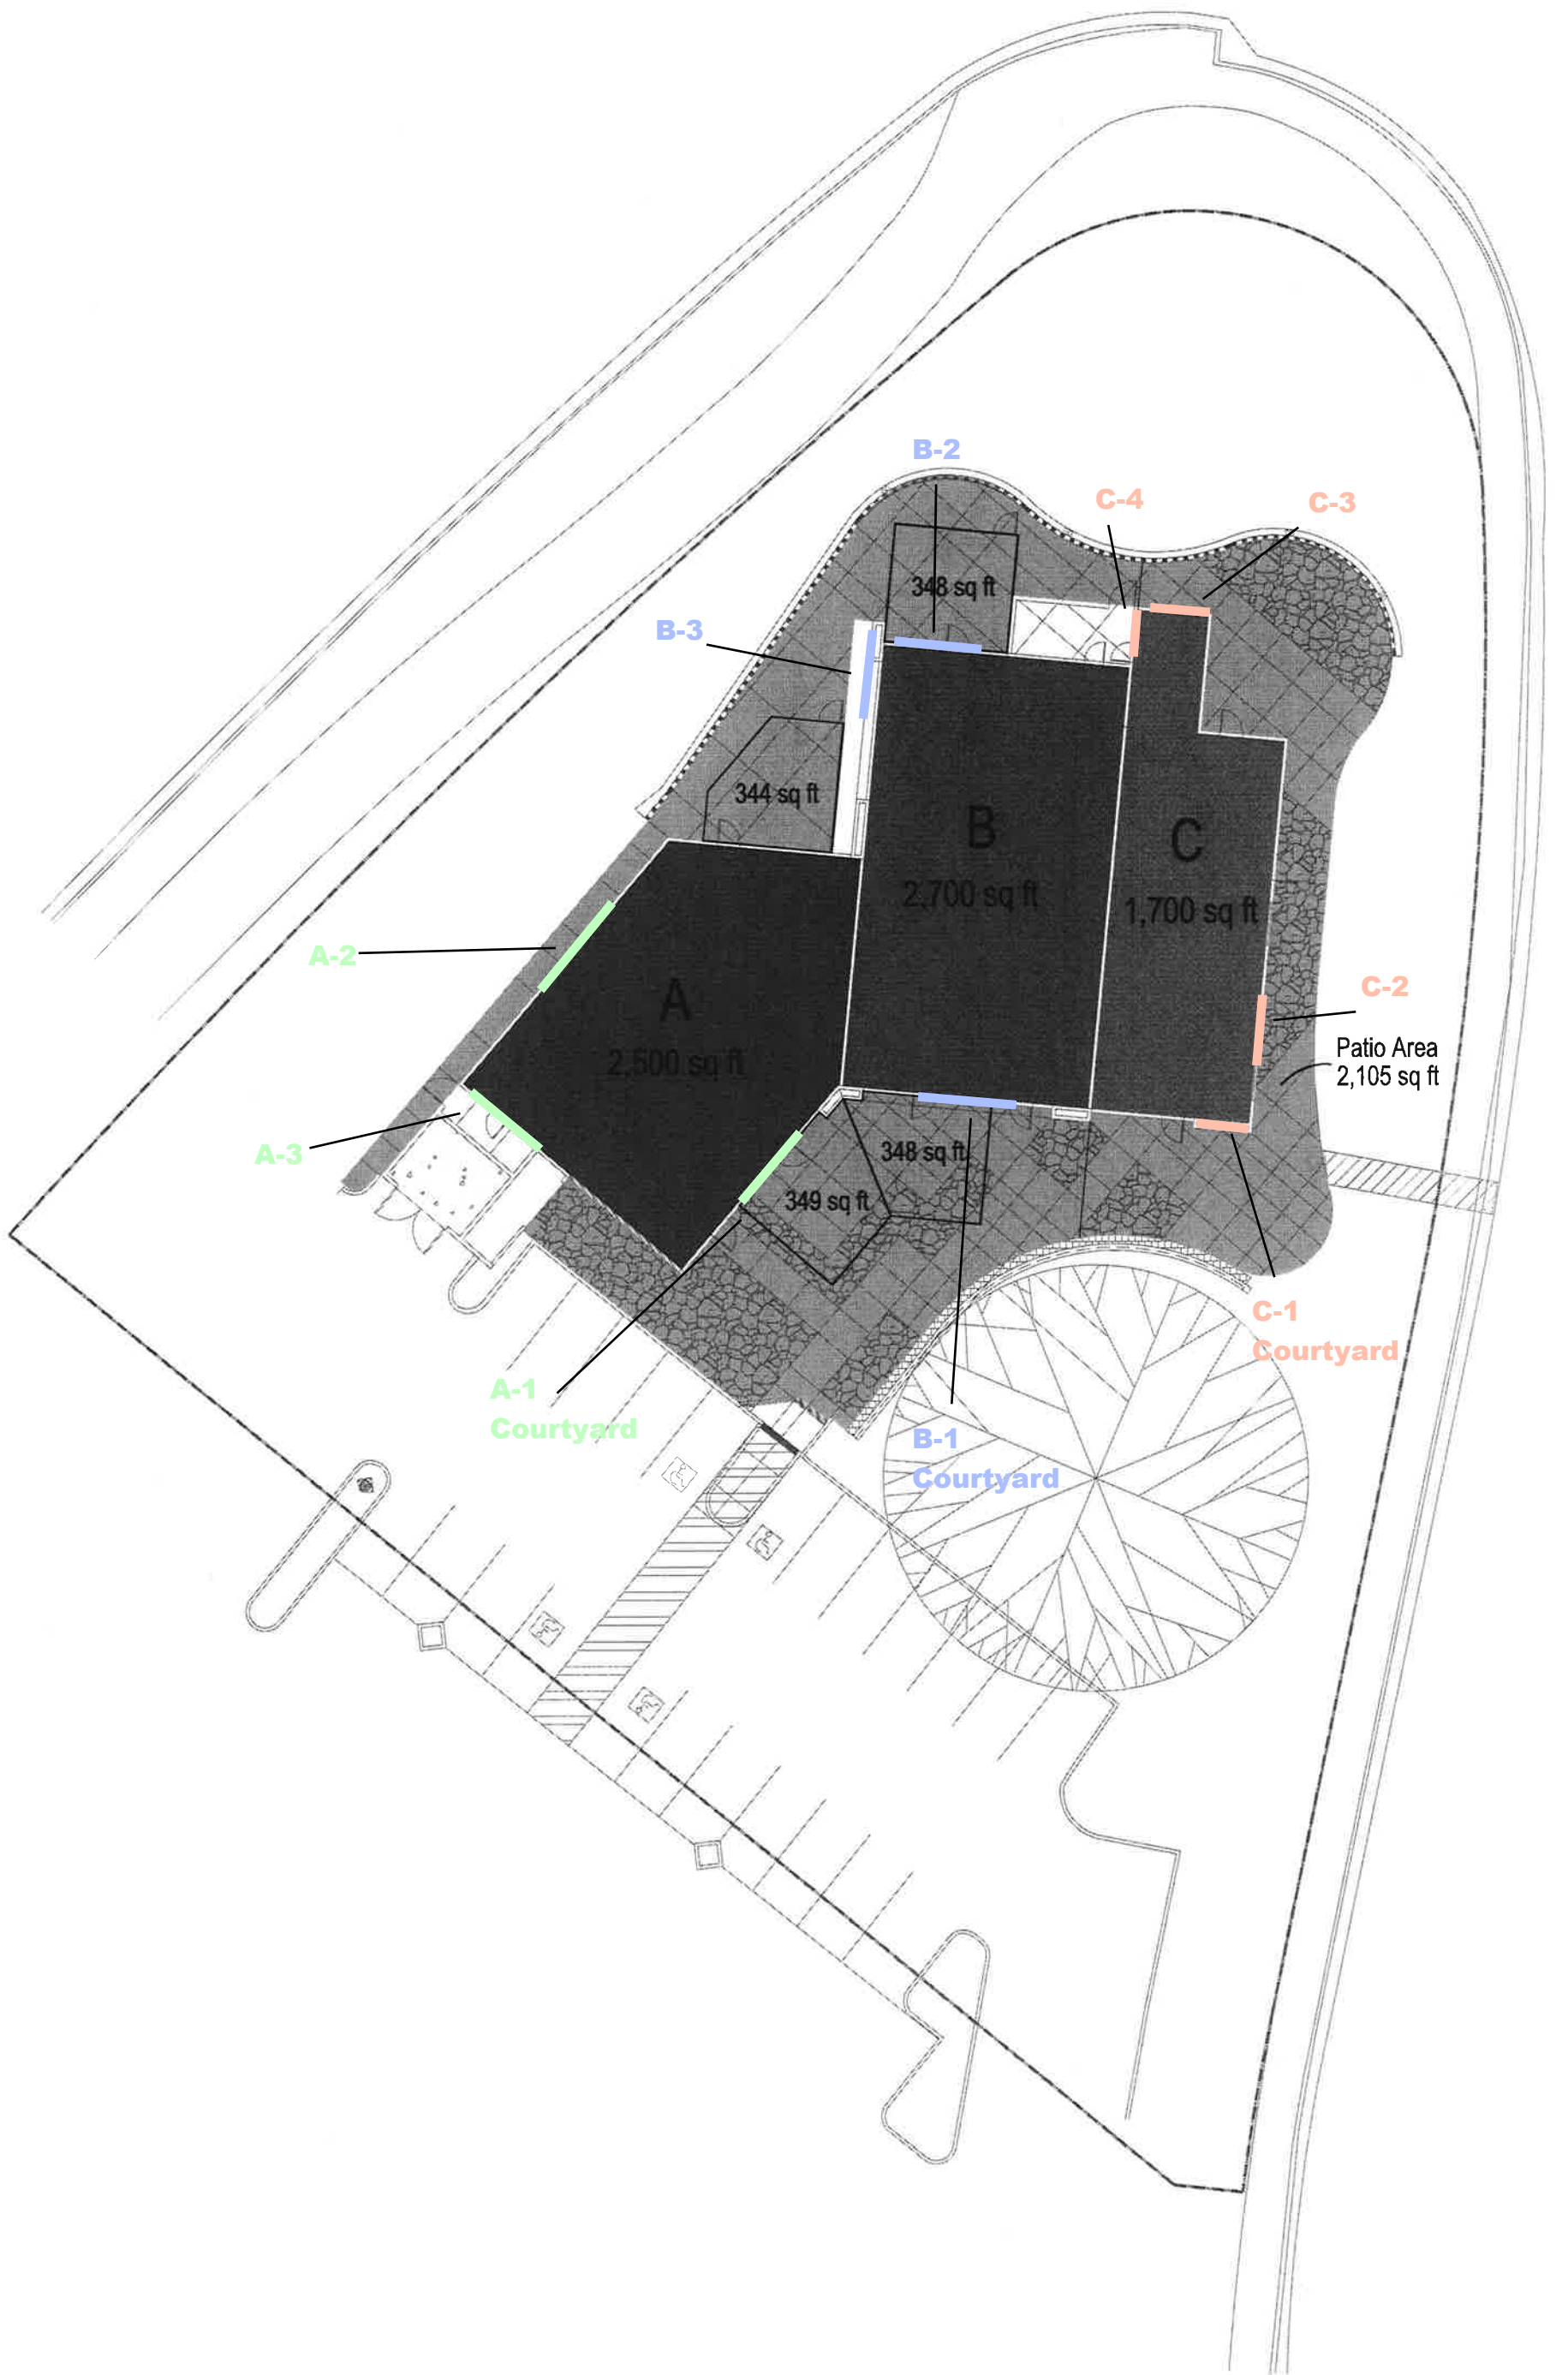 B-2
C-4
C-3
348 sq ft
B-3
344 sq ft
B
2,700 sq ft
C
1,700 sq ft
A-2
A
2,500 sq ft
C-2
Patio Area
2,105 sq ft
A-3
348 sq ft
349 sq ft
C-1
Courtyard
A-1
Courtyard
B-1
Courtyard